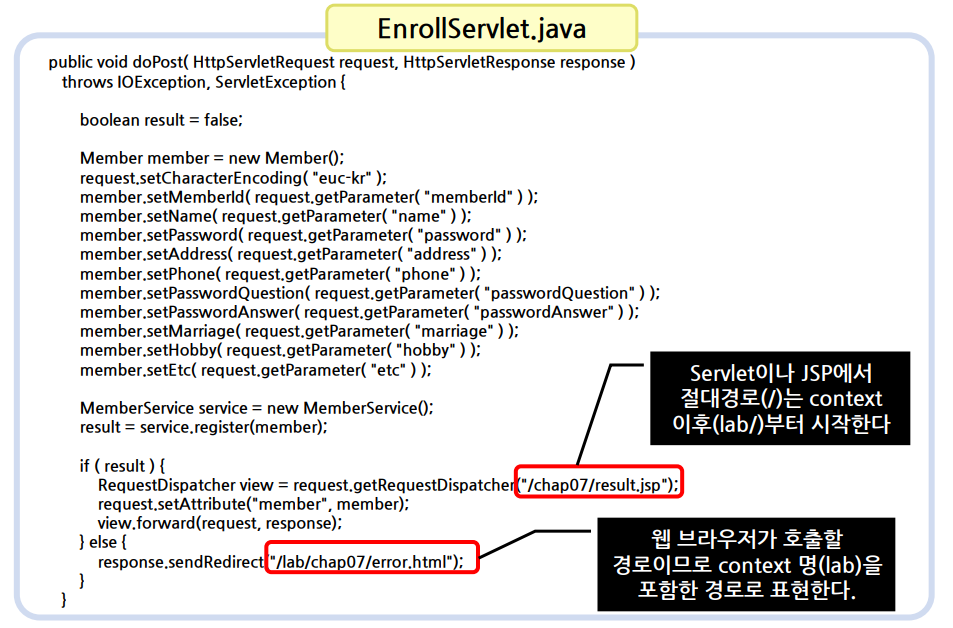 EnrollServlet.java
public void doPost( HttpServletRequest request, HttpServletResponse response )
throws IOException, ServletException {
boolean result = false;
Member member = new Member();
request.setCharacterEncoding( "euc-kr" );
member.setMemberId( request.getParameter( "memberId" ) );
member.setName( request.getParameter( "name" ) );
member.setPassword( request.getParameter( "password" ) );
member.setAddress( request.getParameter( "address" ) );
member.setPhone( request.getParameter( "phone" ) );
member.setPasswordQuestion( request.getParameter( "passwordQuestion" ) );
member.setPasswordAnswer( request.getParameter( "passwordAnswer" ) );
member.setMarriage( request.getParameter( "marriage" ) );
member.setHobby( request.getParameter( "hobby" ) );
member.setEtc( request.getParameter( "etc" ) );
MemberService service = new MemberService();
result = service.register(member);
if ( result ) {
RequestDispatcher view = request.getRequestDispatcher("/chap07/result.jsp");
request.setAttribute("member", member);
view.forward(request, response);
} else {
response.sendRedirect("/lab/chap07/error.html");
}
}
Servlet이나 JSP에서
절대경로(/)는 context
이후(lab/)부터 시작한다
웹 브라우저가 호출할
경로이므로 context 명(lab)을
포함한 경로로 표현한다.